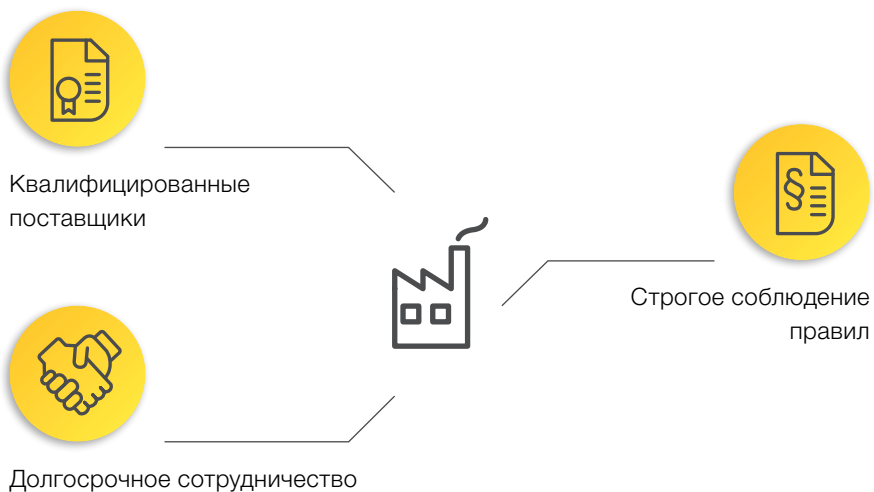 Квалифицированные
поставщики
Строгое соблюдение
правил
Долгосрочное сотрудничество